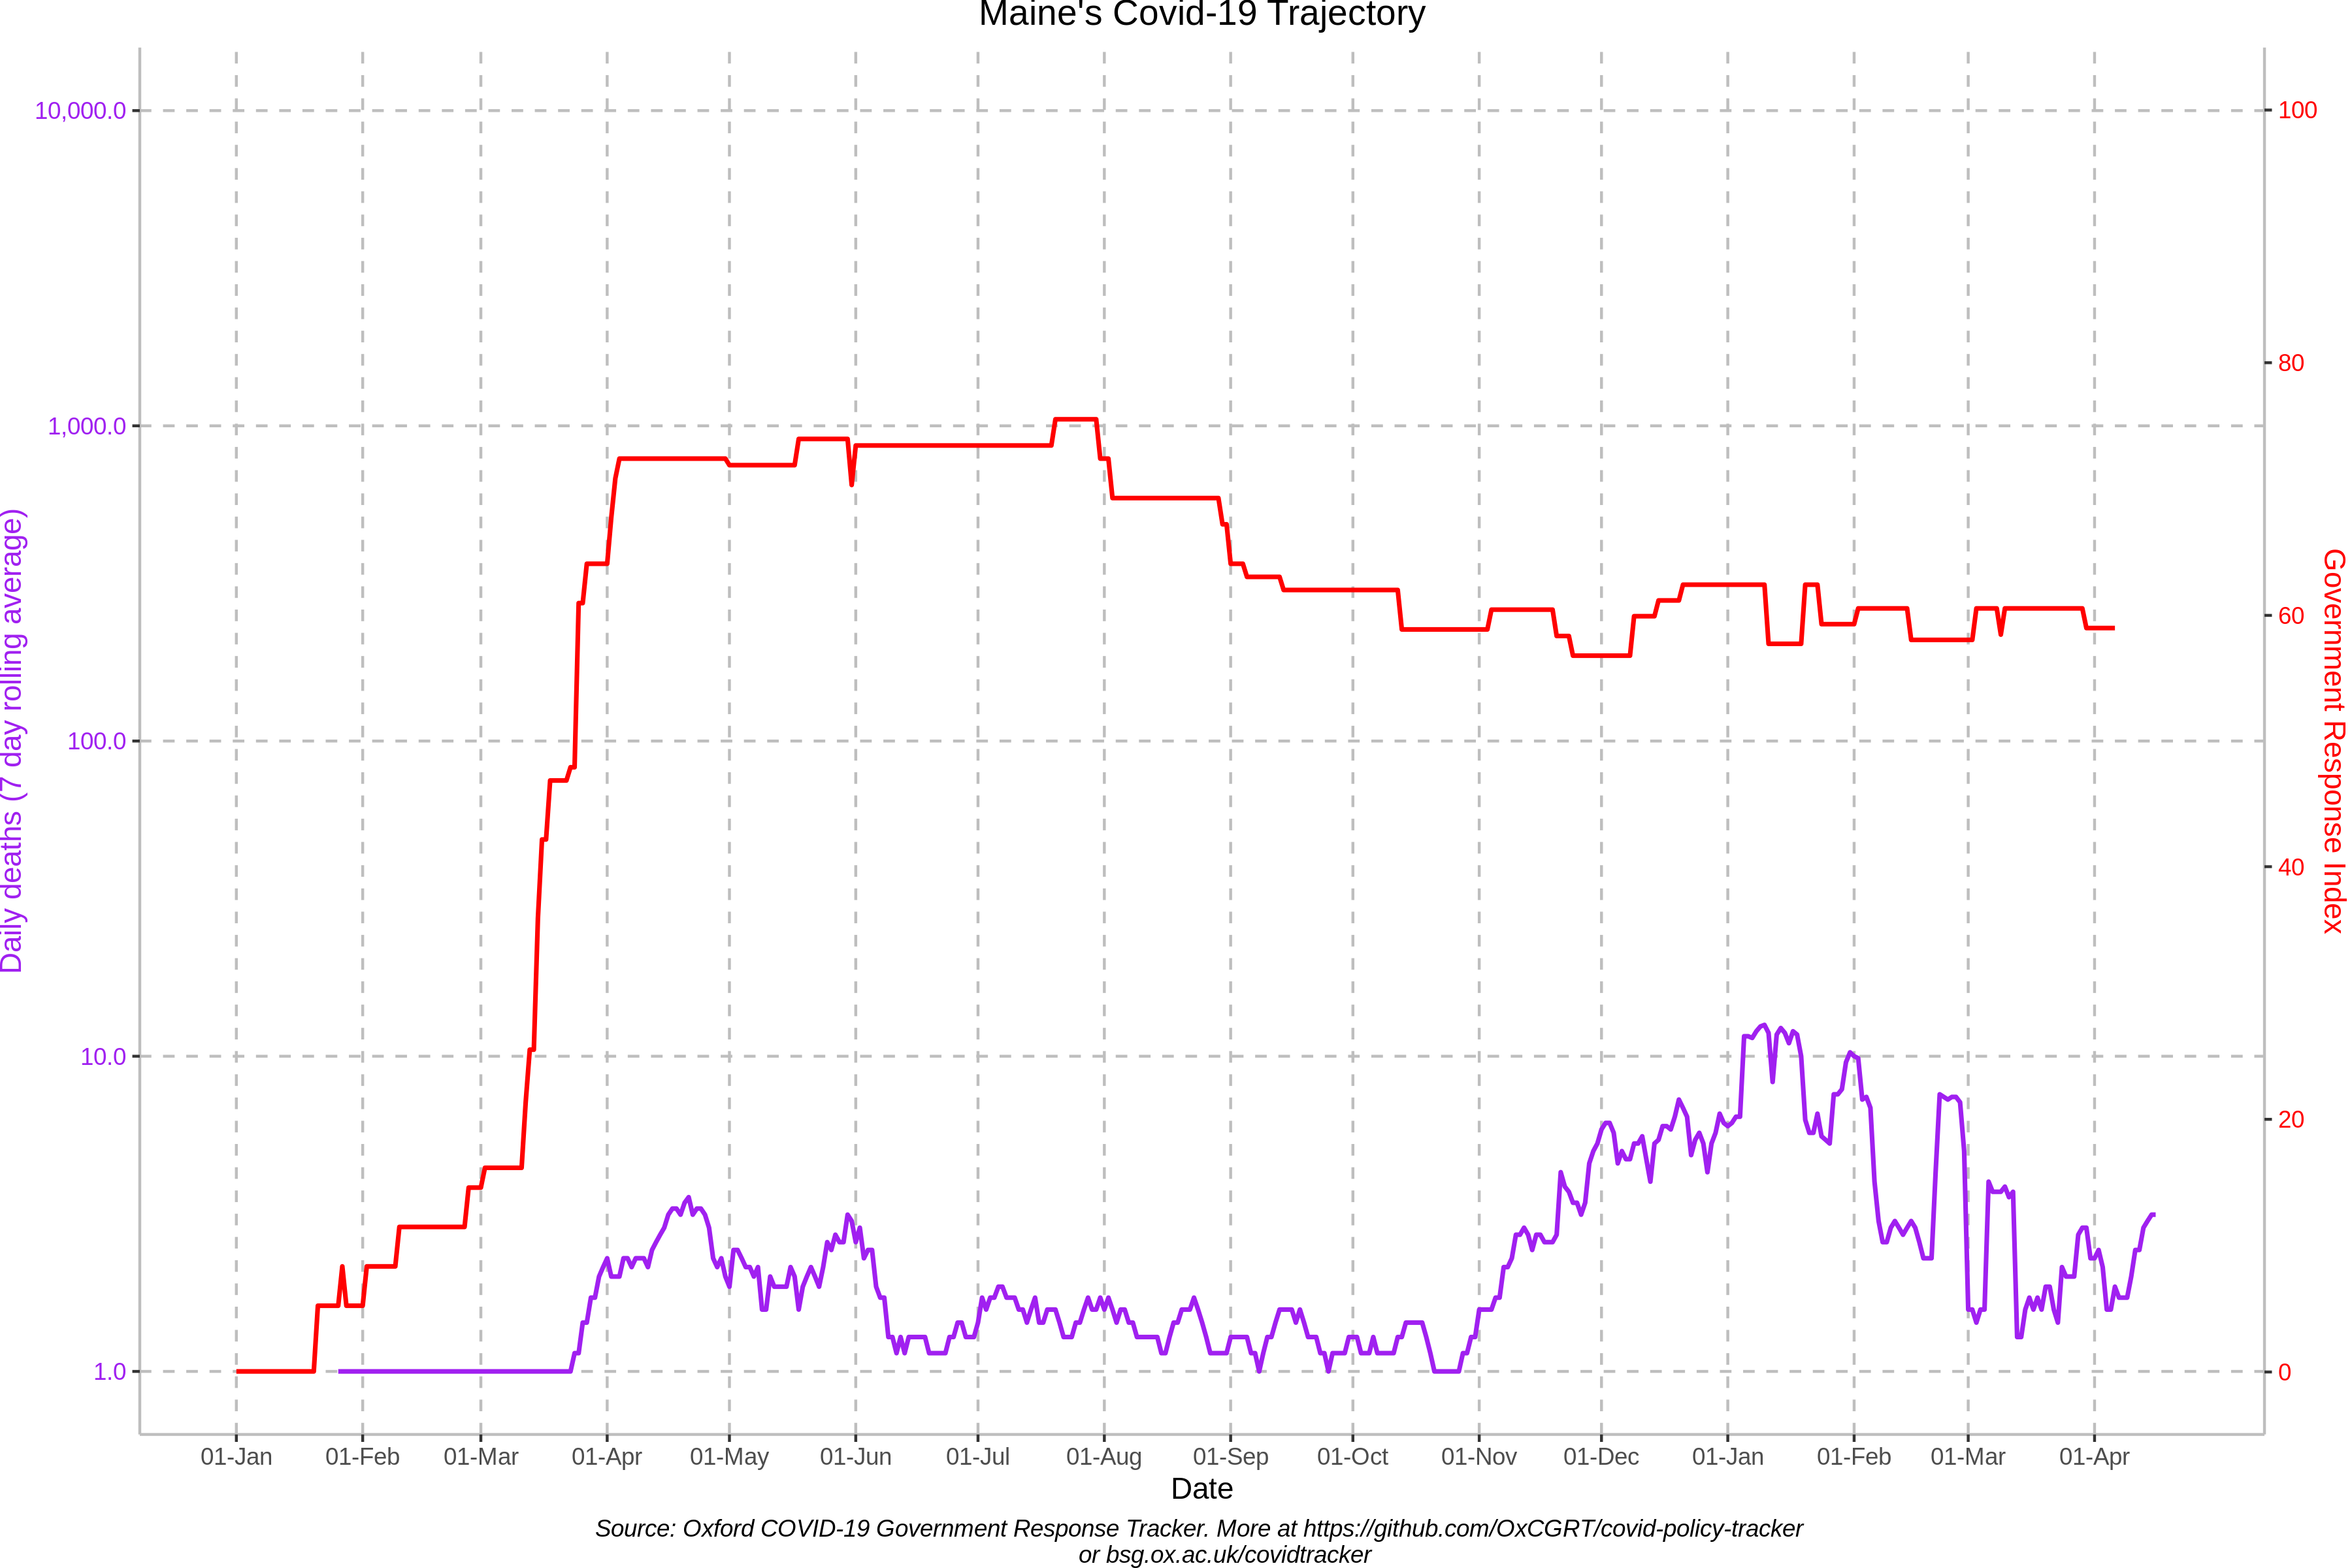 Maine's Covid-19 Trajectory
10,000.0
1,000.0
100.0
10.0
1.0
Daily deaths (7 day rolling average)
100
80
60
40
20
0
Government Response Index
01-Jan 01-Feb 01-Mar 01-Apr 01-May 01-Jun 01-Jul 01-Aug 01-Sep 01-Oct 01-Nov 01-Dec 01-Jan 01-Feb 01-Mar 01-Apr
Date
Source: Oxford COVID-19 Government Response Tracker. More at https://github.com/OxCGRT/covid-policy-tracker
or bsg.ox.ac.uk/covidtracker